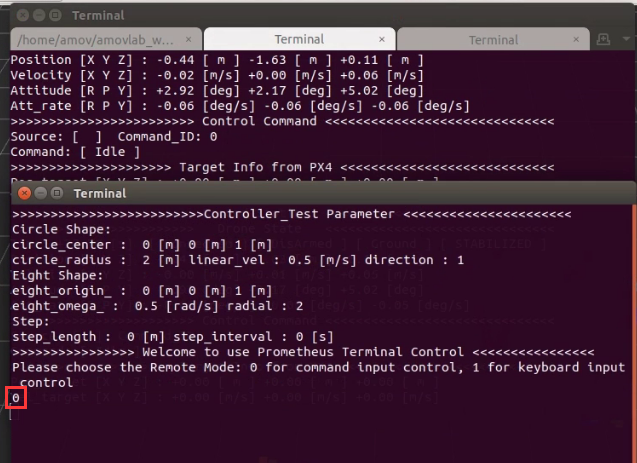 Terminal
/home/amov/amovlab_w...
Terminal
Terminal
Position [X Y Z] : -0.44 [ m ] -1.63 [ m ] +0.11 [ m ]
Velocity [X Y Z] : -0.02 [m/s] +0.00 [m/s] +0.06 [m/s]
Attitude [R P Y] : +2.92 [deg] +2.17 [deg] +5.02 [deg]
Att_rate [R P Y] : -0.06 [deg/s] -0.06 [deg/s] -0.06 [deg/s]
>>>>>>>>>>>>>>>>>>>>>>>> Control Command <<<<<<<<<<<<<<<<<<<<<<<<<<<<<<
Source: [  ]  Command_ID: 0
Command: [ Idle ]
>>>>>>>>>>>>>>>>>>>>> Target Info from PX4 <<<<<<<<<<<<<<<<<<<<<<<<<<<<
Terminal
>>>>>>>>>>>>>>>>>>>>>>>>>Controller_Test Parameter <<<<<<<<<<<<<<<<<<<<<<
Circle Shape:
circle_center :  0 [m] 0 [m] 1 [m]
circle_radius :  2 [m] linear_vel : 0.5 [m/s] direction : 1
Eight Shape:
eight_origin_ :  0 [m] 0 [m] 1 [m]
eight_omega_ :  0.5 [rad/s] radial : 2
Step:
step_length :  0 [m] step_interval : 0 [s]
>>>>>>>>>>>>>>>> Welcome to use Prometheus Terminal Control <<<<<<<<<<<<<<<<
Please choose the Remote Mode: 0 for command input control, 1 for keyboard input
 control
0